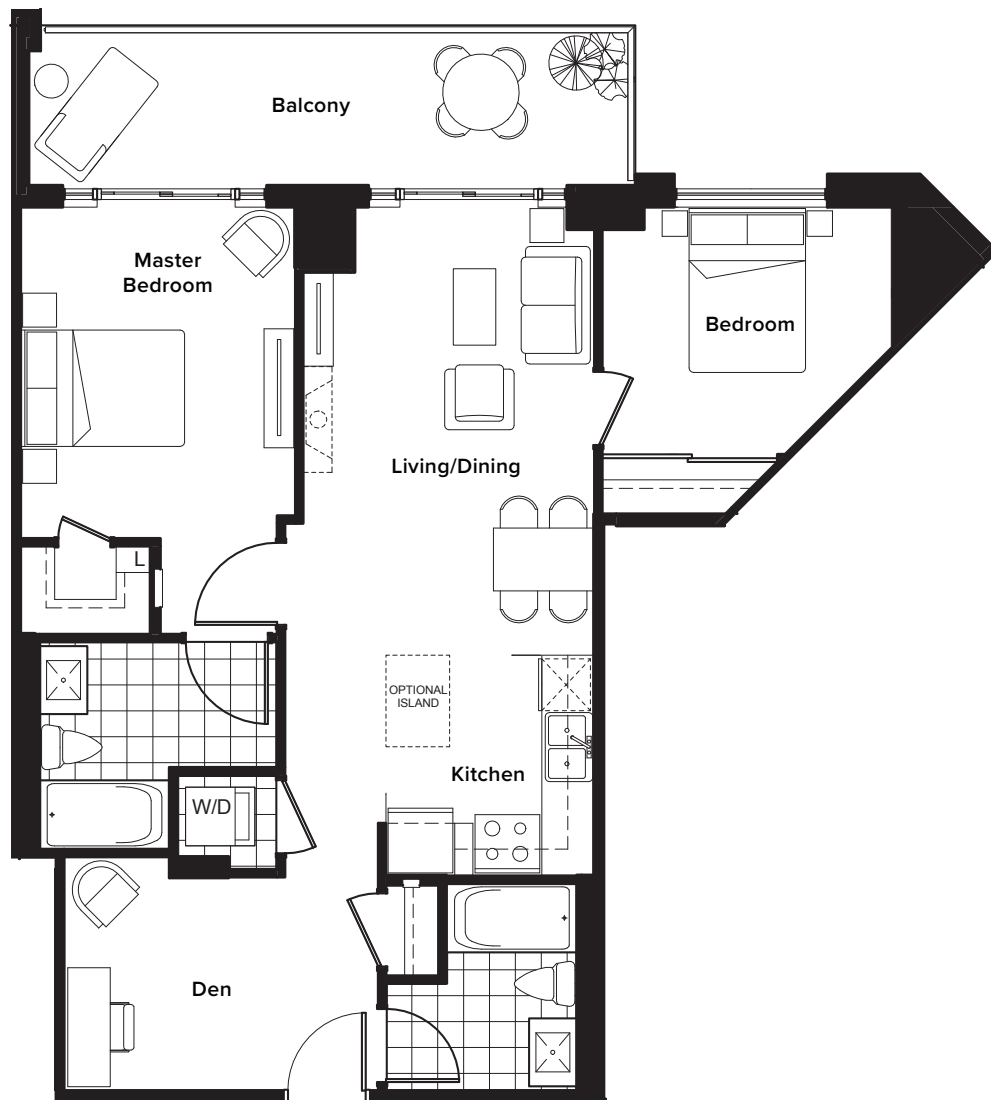 Balcony
Master
Bedroom
Bedroom
Living/Dining
L
OPTIONAL
ISLAND
Kitchen
W/D
Den